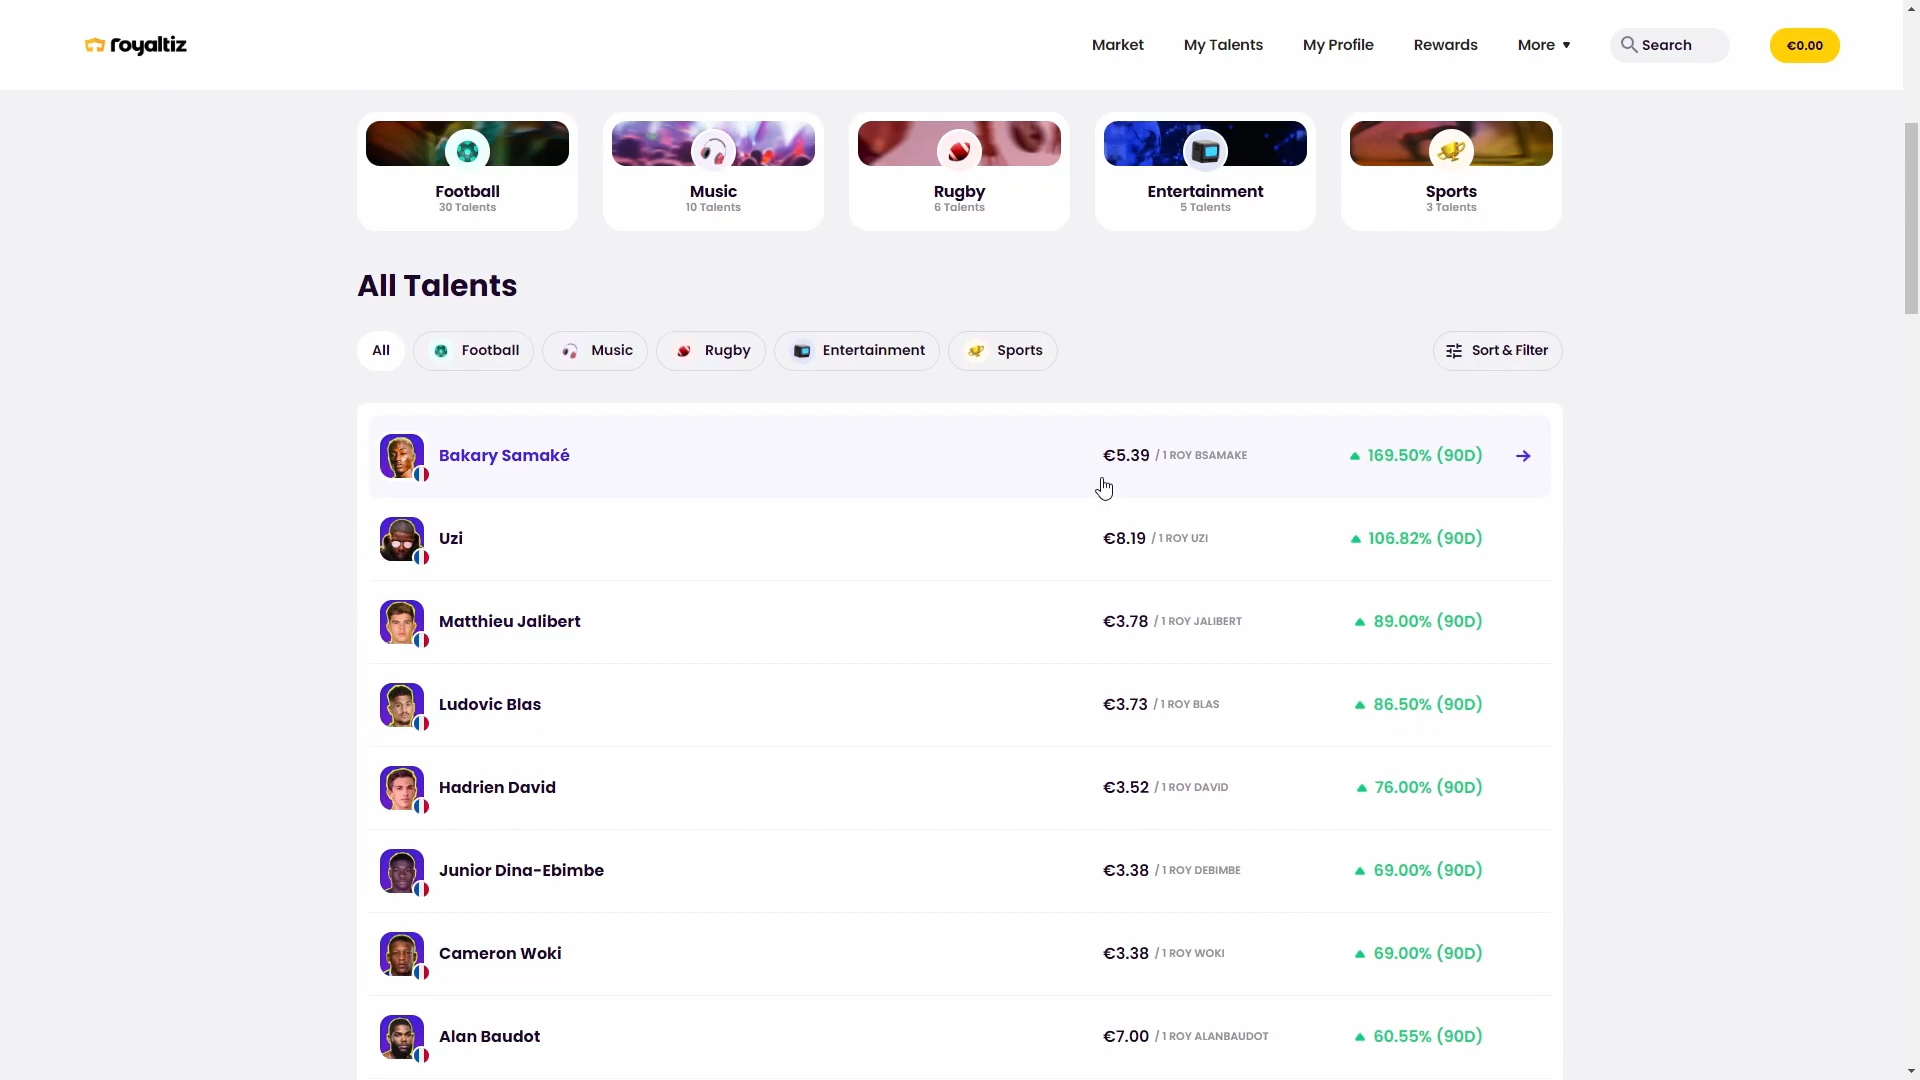 royaltiz
Market My Talents My Profile Rewards More ▼ Search €0.00
Football Music Rugby Entertainment Sports
30 Talents 10 Talents 6 Talents 5 Talents 3 Talents
All Talents
All Football Music Rugby Entertainment Sports Sort & Filter
Bakary Samaké €5.39 / 1 ROY BSAMAKE ▲ 169.50% (90D) →
Uzi €8.19 / 1 ROY UZI ▲ 106.82% (90D)
Matthieu Jalibert €3.78 / 1 ROY JALIBERT ▲ 89.00% (90D)
Ludovic Blas €3.73 / 1 ROY BLAS ▲ 86.50% (90D)
Hadrien David €3.52 / 1 ROY DAVID ▲ 76.00% (90D)
Junior Dina-Ebimbe €3.38 / 1 ROY DEBIMBE ▲ 69.00% (90D)
Cameron Woki €3.38 / 1 ROY WOKI ▲ 69.00% (90D)
Alan Baudot €7.00 / 1 ROY ALANBAUDOT ▲ 60.55% (90D)